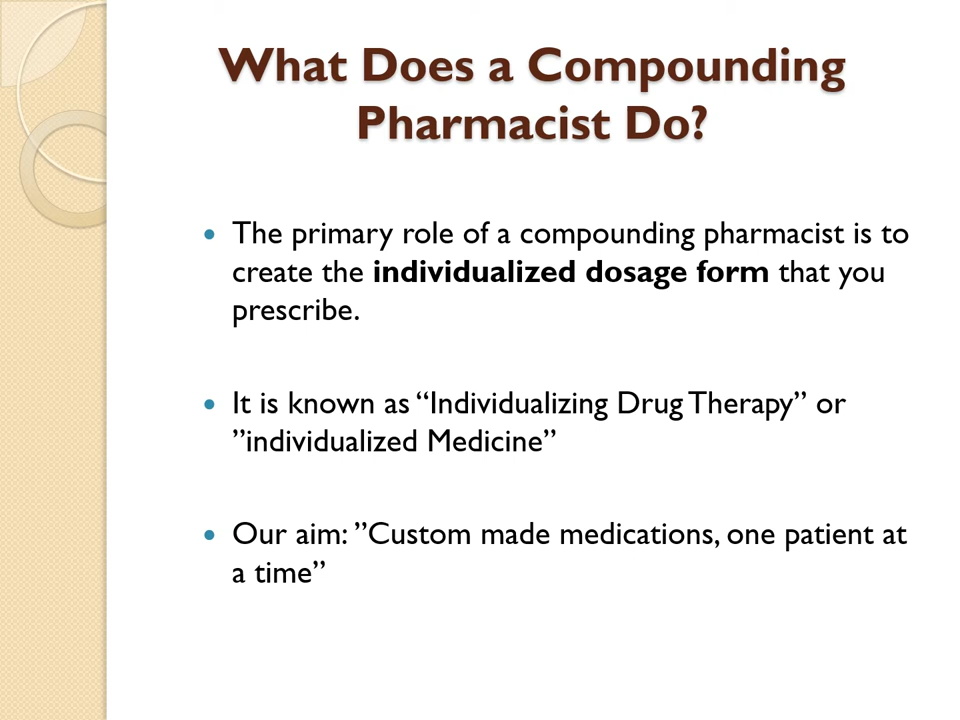 What Does a Compounding
Pharmacist Do?
• The primary role of a compounding pharmacist is to
create the individualized dosage form that you
prescribe.
• It is known as “Individualizing Drug Therapy” or
”individualized Medicine”
• Our aim: ”Custom made medications, one patient at
a time”